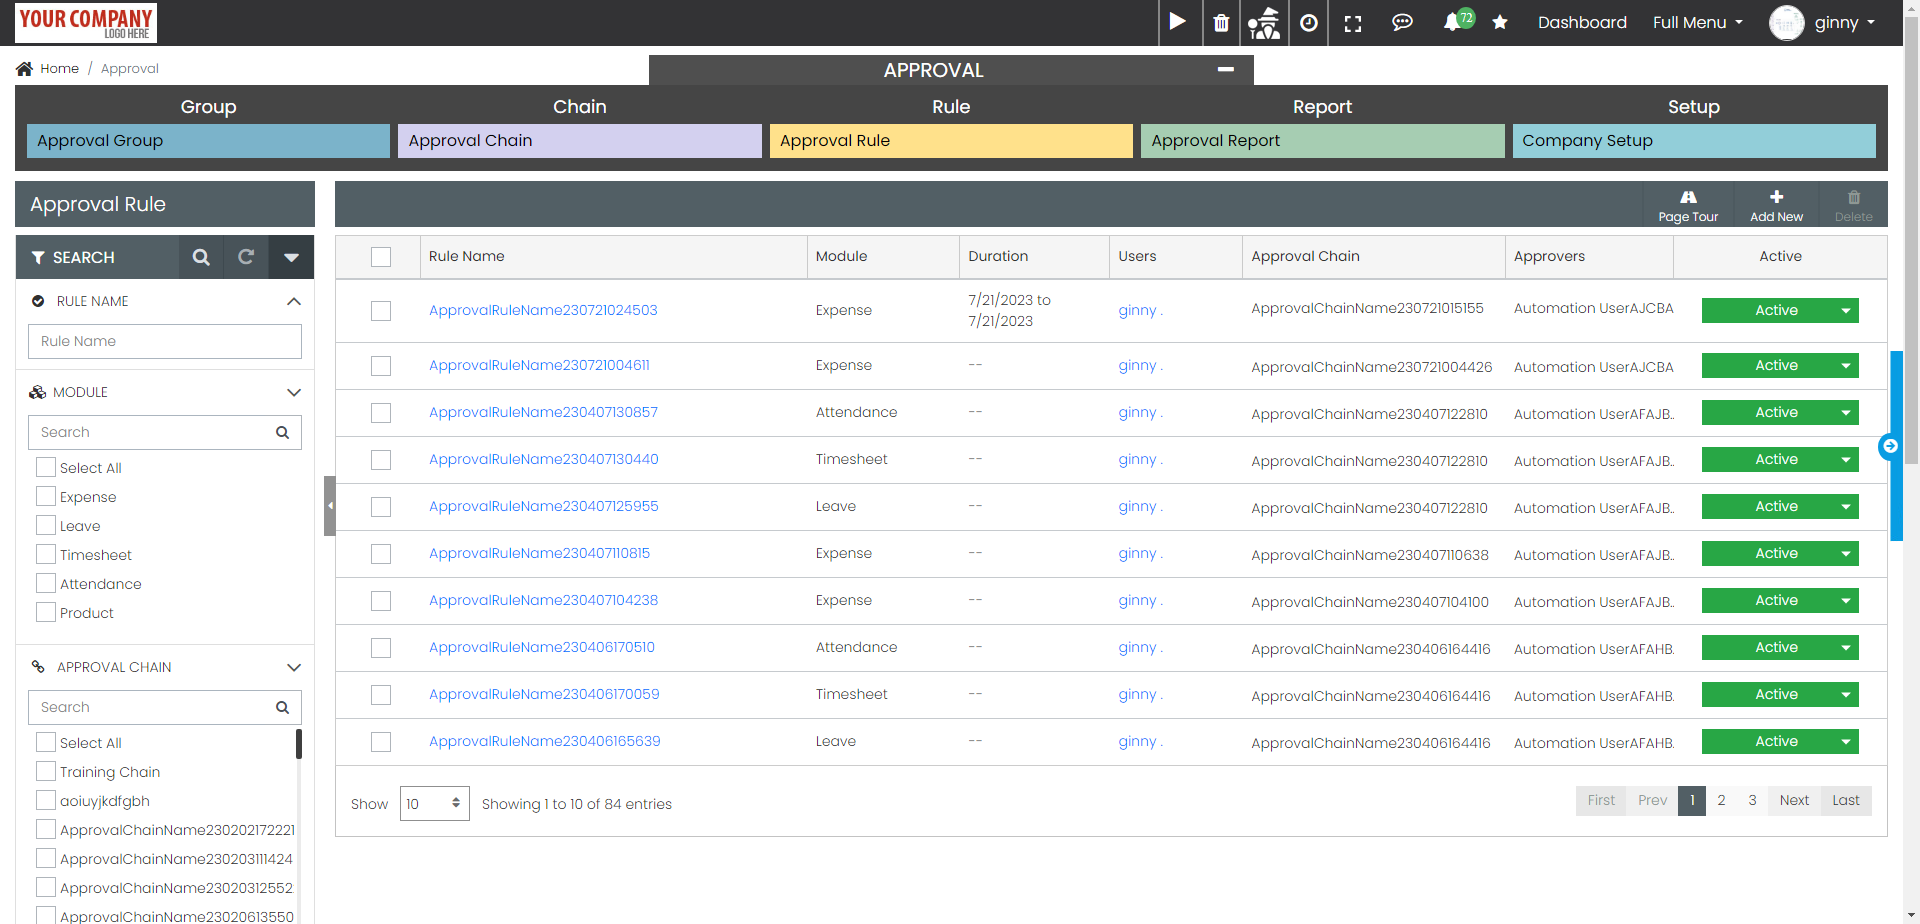 YOUR COMPANY
LOGO HERE
72
Dashboard
Full Menu
ginny
Home / Approval
APPROVAL
Group
Chain
Rule
Report
Setup
Approval Group
Approval Chain
Approval Rule
Approval Report
Company Setup
Approval Rule
Page Tour
Add New
Delete
SEARCH
RULE NAME
Rule Name
MODULE
Search
Select All
Expense
Leave
Timesheet
Attendance
Product
APPROVAL CHAIN
Search
Select All
Training Chain
aoiuyjkdfgbh
ApprovalChainName230202172221
ApprovalChainName230203111424
ApprovalChainName23020312552
ApprovalChainName23020613550
Rule Name Module Duration Users Approval Chain Approvers Active
ApprovalRuleName230721024503 Expense 7/21/2023 to 7/21/2023 ginny . ApprovalChainName230721015155 Automation UserAJCBA Active
ApprovalRuleName230721004611 Expense -- ginny . ApprovalChainName230721004426 Automation UserAJCBA Active
ApprovalRuleName230407130857 Attendance -- ginny . ApprovalChainName230407122810 Automation UserAFAJB.. Active
ApprovalRuleName230407130440 Timesheet -- ginny . ApprovalChainName230407122810 Automation UserAFAJB.. Active
ApprovalRuleName230407125955 Leave -- ginny . ApprovalChainName230407122810 Automation UserAFAJB.. Active
ApprovalRuleName230407110815 Expense -- ginny . ApprovalChainName230407110638 Automation UserAFAJB.. Active
ApprovalRuleName230407104238 Expense -- ginny . ApprovalChainName230407104100 Automation UserAFAJB.. Active
ApprovalRuleName230406170510 Attendance -- ginny . ApprovalChainName230406164416 Automation UserAFAHB. Active
ApprovalRuleName230406170059 Timesheet -- ginny . ApprovalChainName230406164416 Automation UserAFAHB. Active
ApprovalRuleName230406165639 Leave -- ginny . ApprovalChainName230406164416 Automation UserAFAHB. Active
Show 10 Showing 1 to 10 of 84 entries
First Prev 1 2 3 Next Last